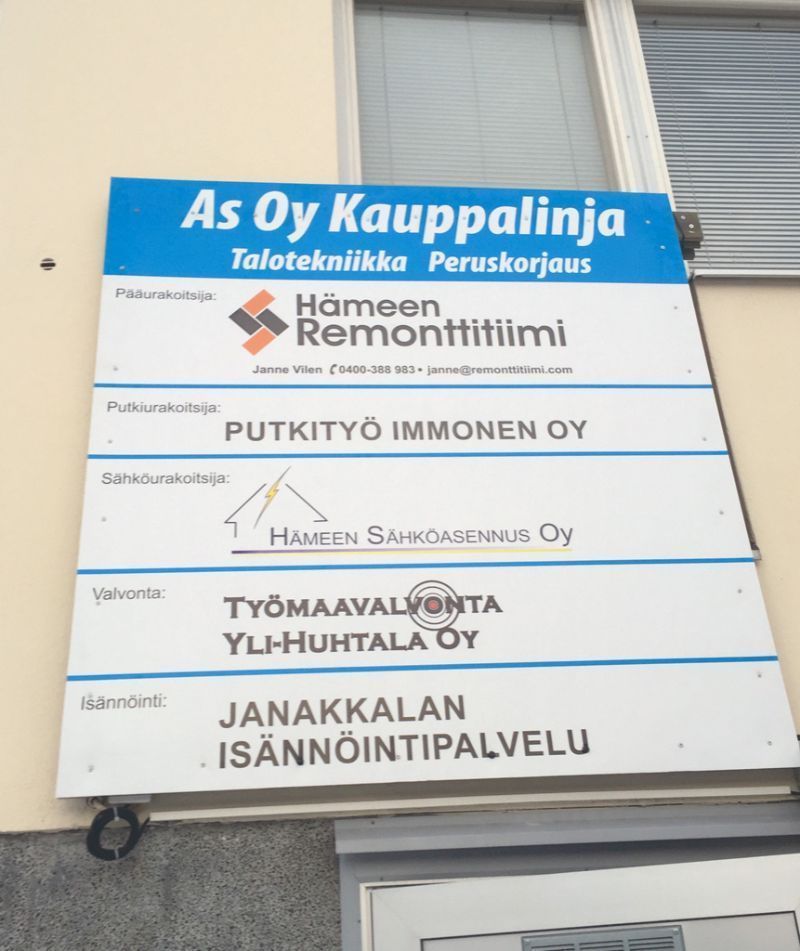 As Oy Kauppalinja
Talotekniikka Peruskorjaus
Pääurakoitsija:
Hämeen
Remonttitiimi
Janne Vilen ✆0400-388 983 • janne@remonttitiimi.com
Putkiurakoitsija:
PUTKITYÖ IMMONEN OY
Sähköurakoitsija:
HÄMEEN SÄHKÖASENNUS OY
Valvonta:
TYÖMAAVALVONTA
YLI-HUHTALA OY
Isännöinti:
JANAKKALAN
ISÄNNÖINTIPALVELU